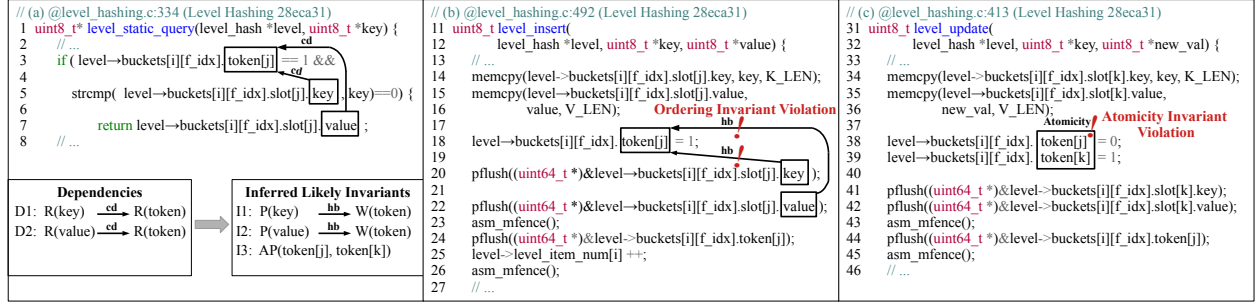 // (a) @level_hashing.c:334 (Level Hashing 28eca31)
1 uint8_t* level_static_query(level_hash *level, uint8_t *key) {
2 // ...
cd
3 if ( level→buckets[i][f_idx]. token[j] == 1 &&
4
cd
5 strcmp( level→buckets[i][f_idx].slot[j]. key , key)==0) {
6
7 return level→buckets[i][f_idx].slot[j]. value ;
8 // ...
Dependencies
D1: R(key) cd R(token)
D2: R(value) cd R(token)
Inferred Likely Invariants
I1: P(key) hb W(token)
I2: P(value) hb W(token)
I3: AP(token[j], token[k])
// (b) @level_hashing.c:492 (Level Hashing 28eca31)
11 uint8_t level_insert(
12 level_hash *level, uint8_t *key, uint8_t *value) {
13 // ...
14 memcpy(level->buckets[i][f_idx].slot[j].key, key, K_LEN);
15 memcpy(level->buckets[i][f_idx].slot[j].value,
16 value, V_LEN);
Ordering Invariant Violation
17
hb !
18 level→buckets[i][f_idx]. token[j] = 1;
19
hb !
20 pflush((uint64_t *)&level→buckets[i][f_idx].slot[j]. key );
21
22 pflush((uint64_t *)&level→buckets[i][f_idx].slot[j]. value );
23 asm_mfence();
24 pflush((uint64_t *)&level->buckets[i][f_idx].token[j]);
25 level->level_item_num[i] ++;
26 asm_mfence();
27 // ...
// (c) @level_hashing.c:413 (Level Hashing 28eca31)
31 uint8_t level_update(
32 level_hash *level, uint8_t *key, uint8_t *new_val) {
33 // ...
34 memcpy(level->buckets[i][f_idx].slot[k].key, key, K_LEN);
35 memcpy(level->buckets[i][f_idx].slot[k].value,
36 new_val, V_LEN);
37
Atomicity ! Atomicity Invariant
Violation
38 level→buckets[i][f_idx]. token[j] = 0;
39 level→buckets[i][f_idx]. token[k] = 1;
40
41 pflush((uint64_t *)&level->buckets[i][f_idx].slot[k].key);
42 pflush((uint64_t *)&level->buckets[i][f_idx].slot[k].value);
43 asm_mfence();
44 pflush((uint64_t *)&level->buckets[i][f_idx].token[j]);
45 asm_mfence();
46 // ...